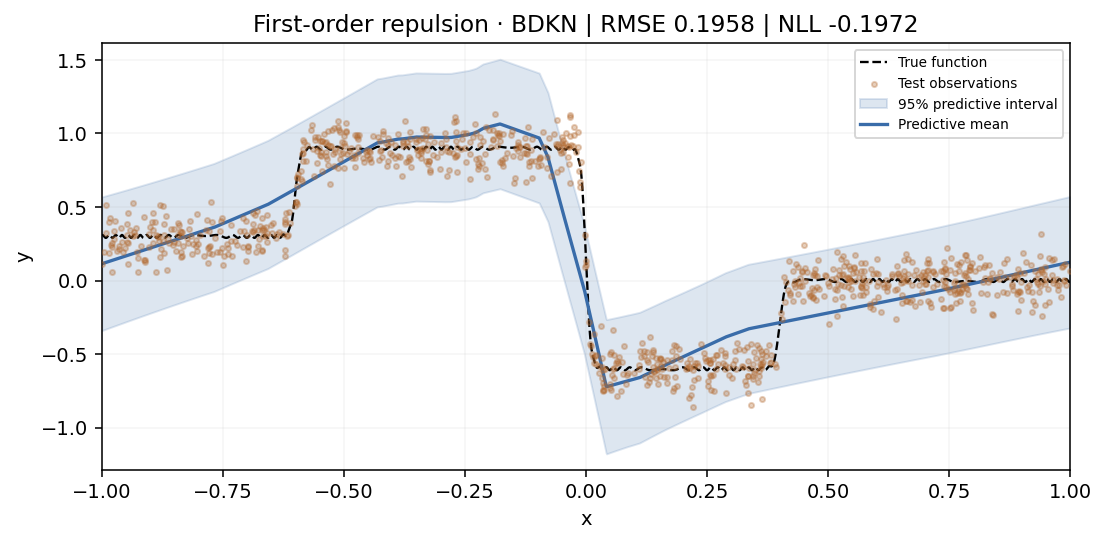 First-order repulsion · BDKN | RMSE 0.1958 | NLL -0.1972
True function
Test observations
95% predictive interval
Predictive mean
1.5
1.0
0.5
0.0
−0.5
−1.0
y
−1.00 −0.75 −0.50 −0.25 0.00 0.25 0.50 0.75 1.00
x